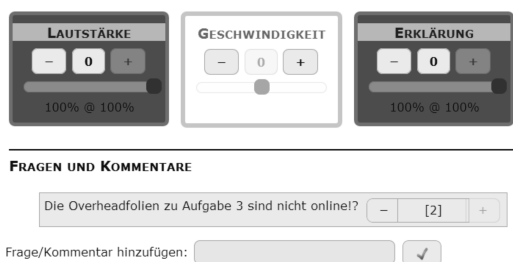 LAUTSTÄRKE GESCHWINDIGKEIT ERKLÄRUNG
− 0 + − 0 + − 0 +
100% @ 100% 100% @ 100%
FRAGEN UND KOMMENTARE
Die Overheadfolien zu Aufgabe 3 sind nicht online!? − [2] +
Frage/Kommentar hinzufügen: